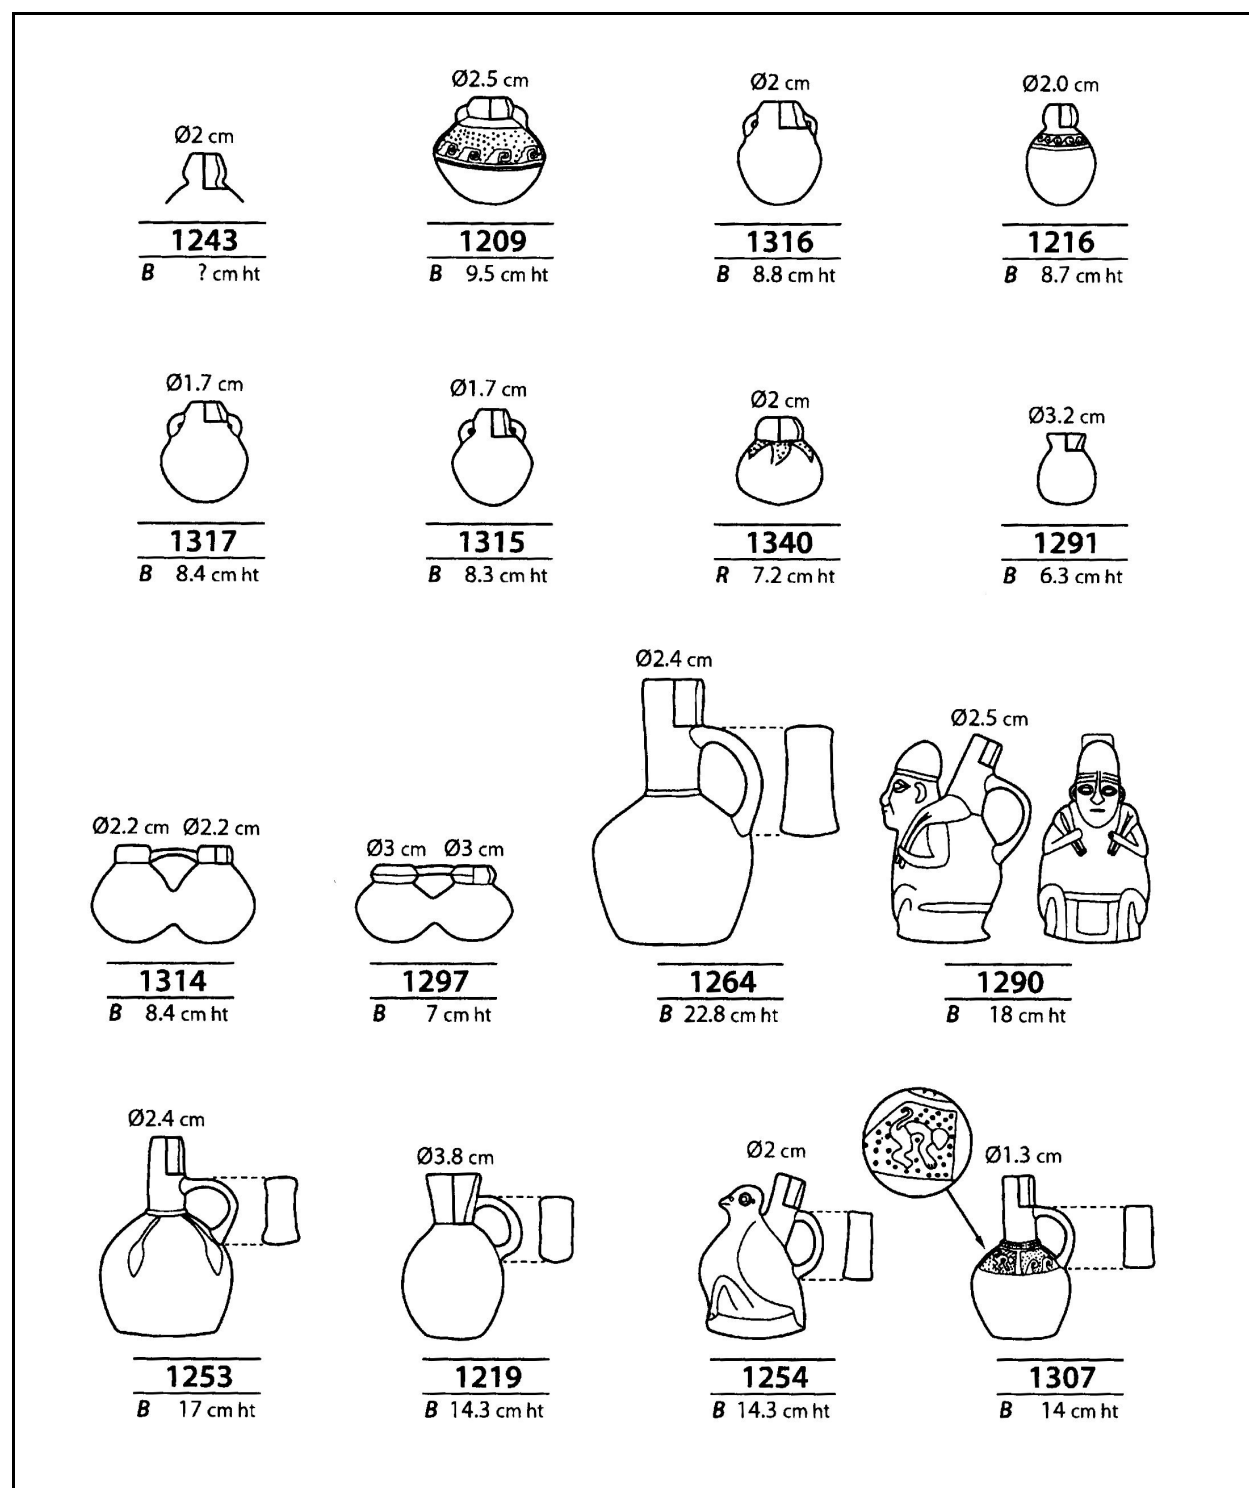 Ø2 cm
1243
B ? cm ht
Ø2.5 cm
1209
B 9.5 cm ht
Ø2 cm
1316
B 8.8 cm ht
Ø2.0 cm
1216
B 8.7 cm ht
Ø1.7 cm
1317
B 8.4 cm ht
Ø1.7 cm
1315
B 8.3 cm ht
Ø2 cm
1340
R 7.2 cm ht
Ø3.2 cm
1291
B 6.3 cm ht
Ø2.2 cm Ø2.2 cm
1314
B 8.4 cm ht
Ø3 cm Ø3 cm
1297
B 7 cm ht
Ø2.4 cm
1264
B 22.8 cm ht
Ø2.5 cm
1290
B 18 cm ht
Ø2.4 cm
1253
B 17 cm ht
Ø3.8 cm
1219
B 14.3 cm ht
Ø2 cm
1254
B 14.3 cm ht
Ø1.3 cm
1307
B 14 cm ht